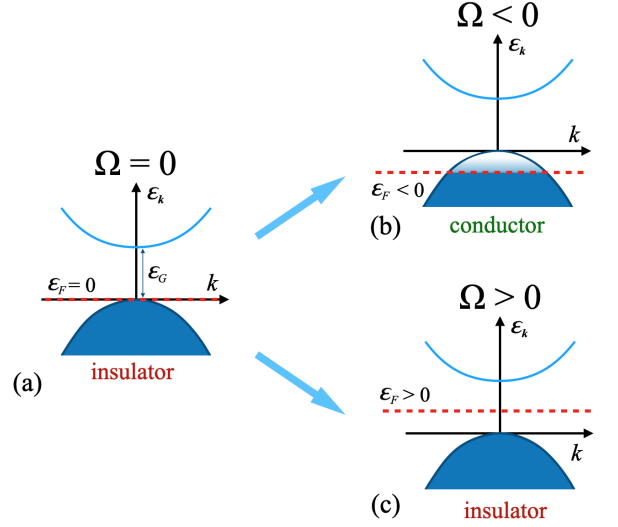 Ω = 0
ε_k
ε_G
ε_F = 0
k
insulator
(a)
Ω < 0
ε_k
k
ε_F < 0
(b)
conductor
Ω > 0
ε_k
ε_F > 0
k
(c)
insulator